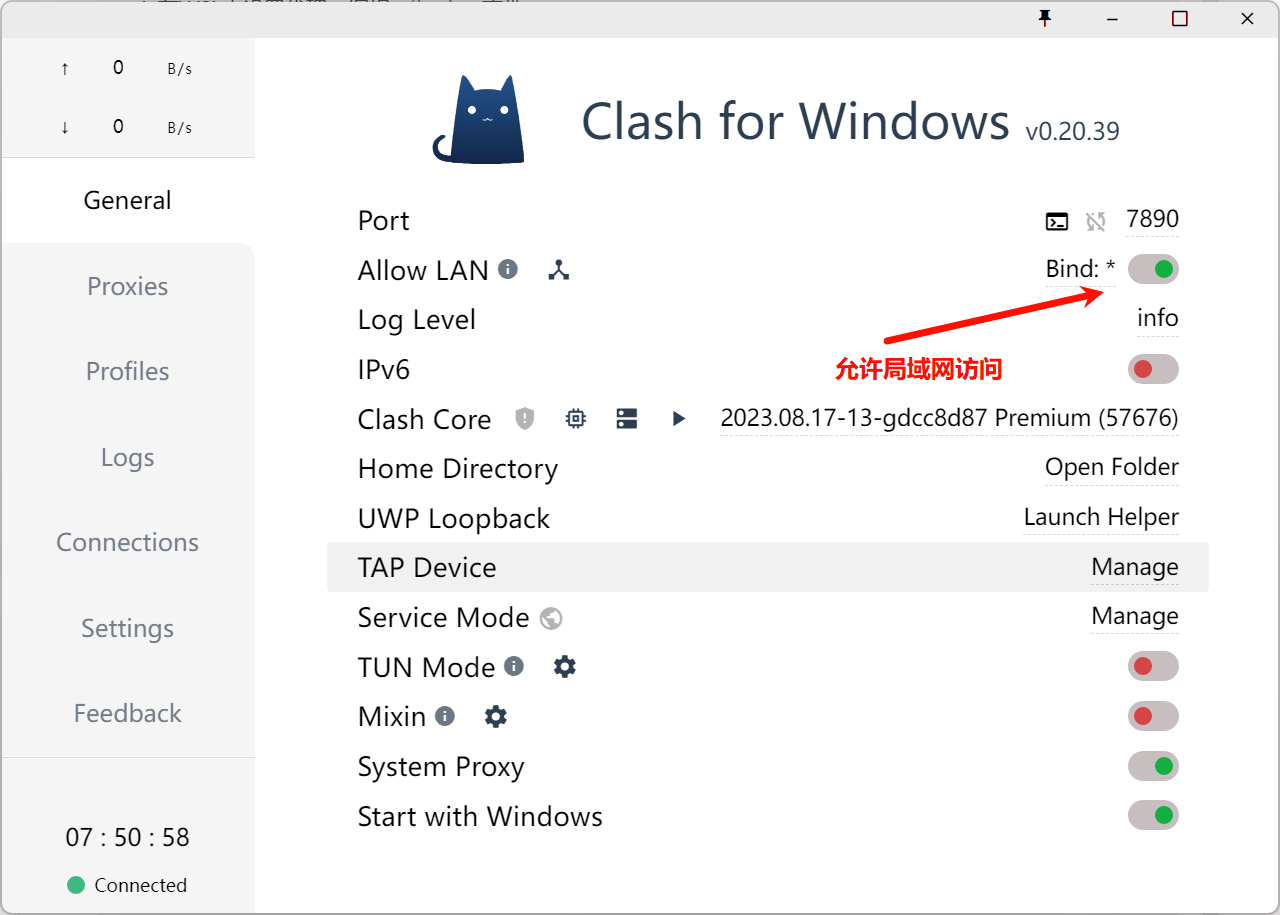 ↑ 0 B/s
↓ 0 B/s
General
Proxies
Profiles
Logs
Connections
Settings
Feedback
07 : 50 : 58
Connected
Clash for Windows v0.20.39
Port 7890
Allow LAN Bind: *
Log Level info
允许局域网访问
IPv6
Clash Core 2023.08.17-13-gdcc8d87 Premium (57676)
Home Directory Open Folder
UWP Loopback Launch Helper
TAP Device Manage
Service Mode Manage
TUN Mode
Mixin
System Proxy
Start with Windows